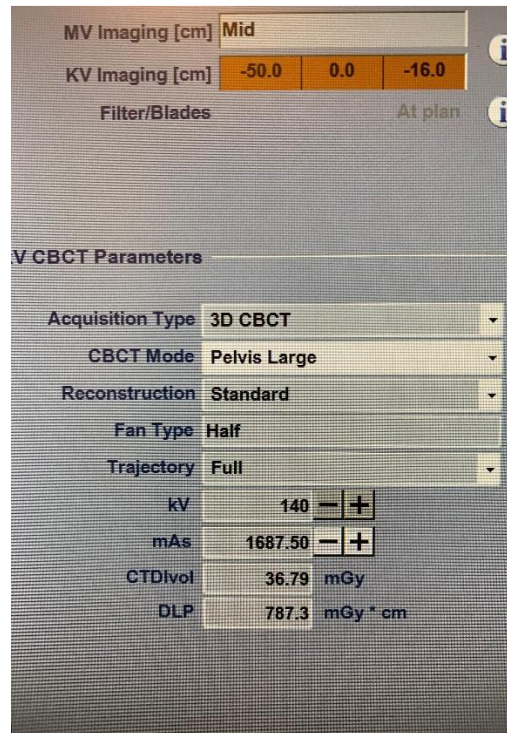 MV Imaging [cm] Mid
KV Imaging [cm] -50.0 0.0 -16.0
Filter/Blades At plan
V CBCT Parameters
Acquisition Type 3D CBCT
CBCT Mode Pelvis Large
Reconstruction Standard
Fan Type Half
Trajectory Full
kV 140 − +
mAs 1687.50 − +
CTDIvol 36.79 mGy
DLP 787.3 mGy * cm